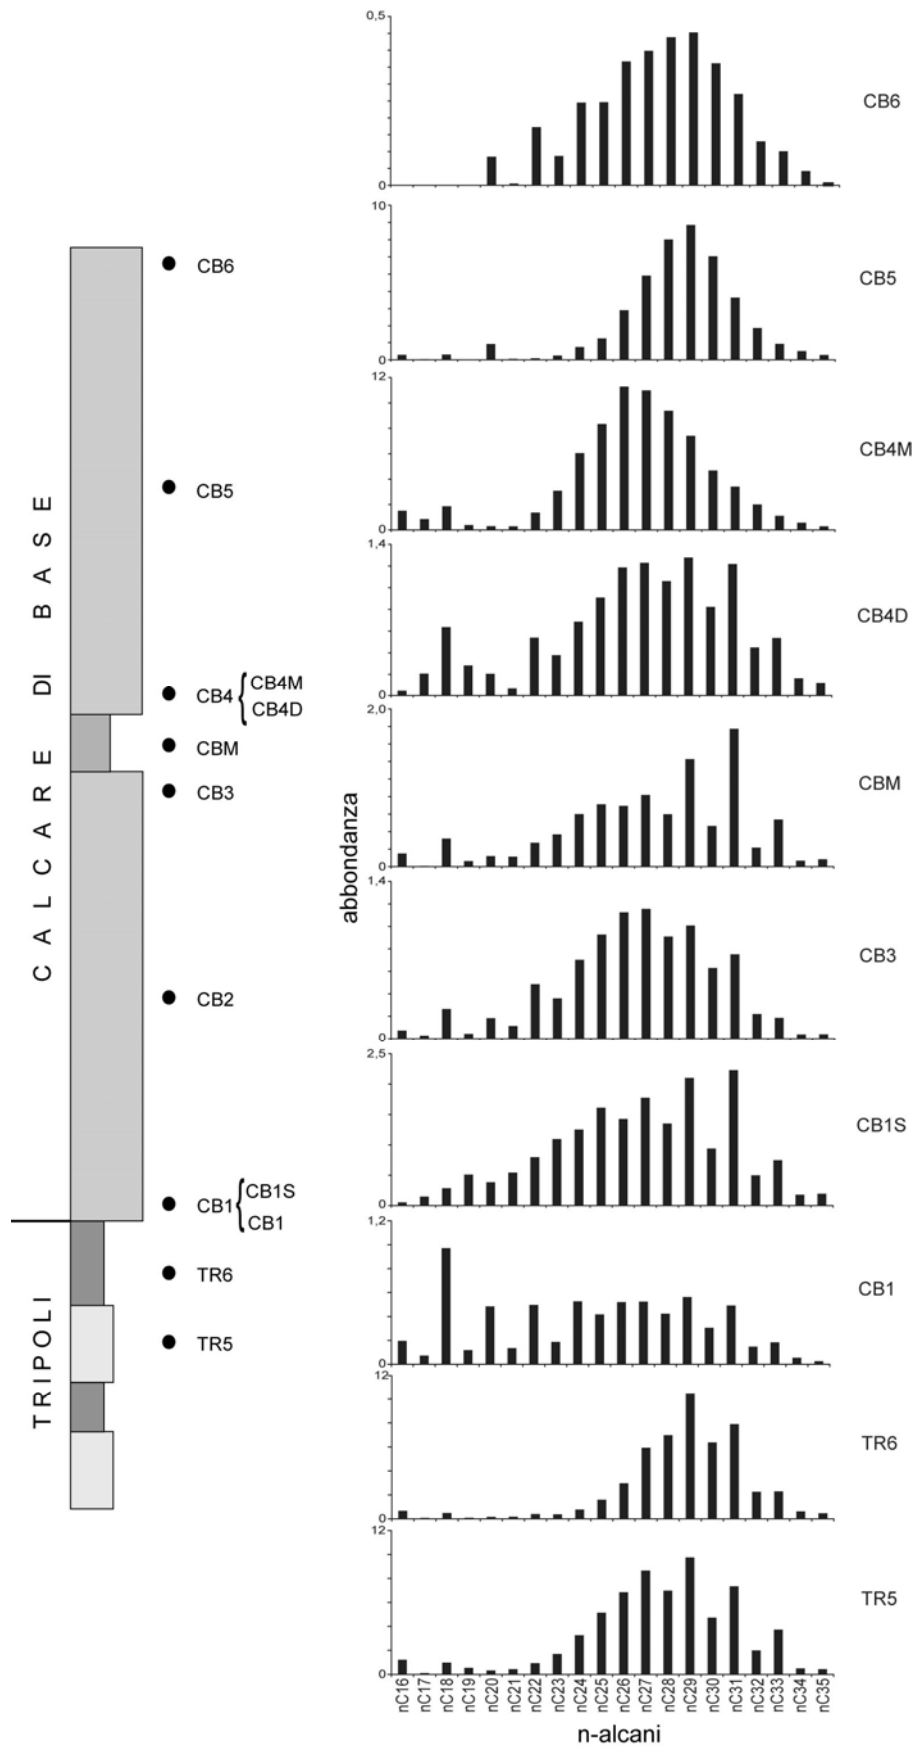 CALCARE DI BASE
TRIPOLI
CB6
CB5
CB4
CB4M
CB4D
CBM
CB3
CB2
CB1
CB1S
CB1
TR6
TR5
abbondanza
0,5
0
CB6
10
0
CB5
12
0
CB4M
1,4
0
CB4D
2,0
0
CBM
1,4
0
CB3
2,5
0
CB1S
1,2
0
CB1
12
0
TR6
12
0
TR5
nC16 nC17 nC18 nC19 nC20 nC21 nC22 nC23 nC24 nC25 nC26 nC27 nC28 nC29 nC30 nC31 nC32 nC33 nC34 nC35
n-alcani